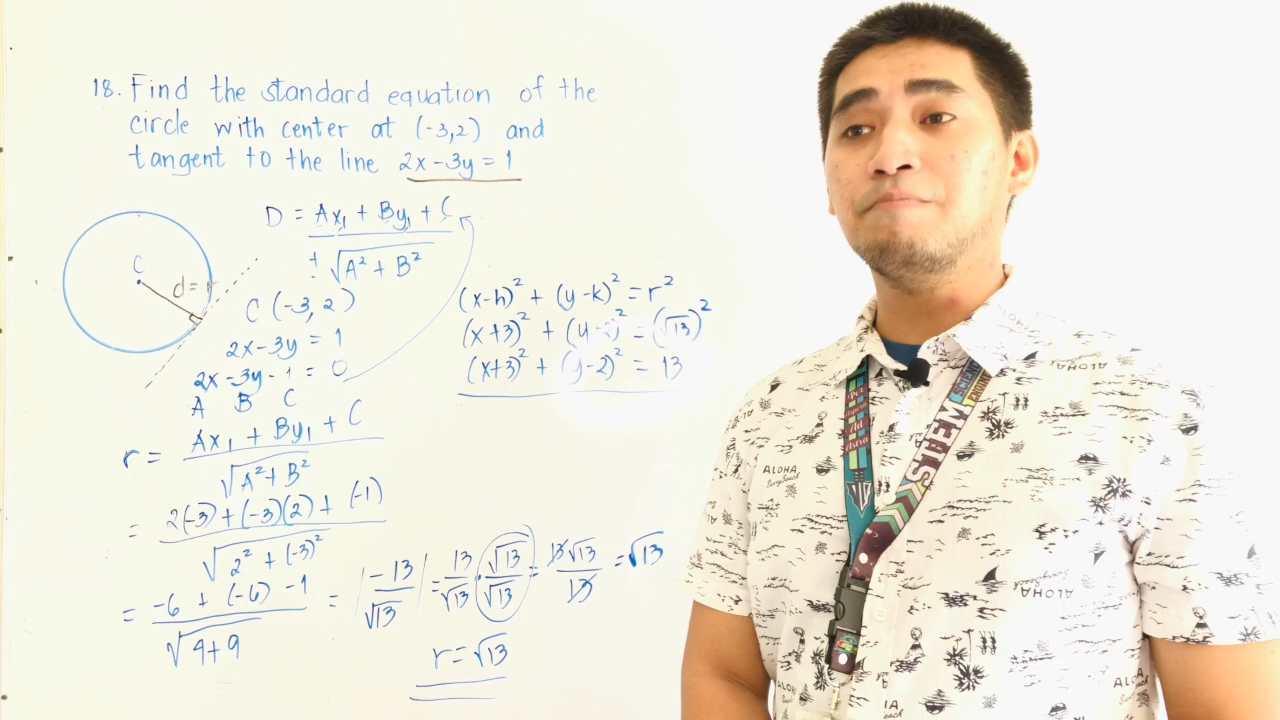 18. Find the standard equation of the
circle with center at (-3,2) and
tangent to the line 2x-3y=1
D = Ax₁ + By₁ + C
± √A² + B²
C
d=r
C (-3, 2)
2x-3y = 1
2x-3y-1 = 0
A B C
r = Ax₁ + By₁ + C
√A²+B²
= 2(-3)+(-3)(2) + (-1)
√2² + (-3)²
= -6 + (-6) -1
√4+9
= |-13/√13| = 13/√13 · √13/√13 = 13√13/13 = √13
r = √13
(x-h)² + (y-k)² = r²
(x+3)² + (y-2)² = (√13)²
(x+3)² + (y-2)² = 13
STEM
ALOHA
ALOHA
ALOHA
ALOHA